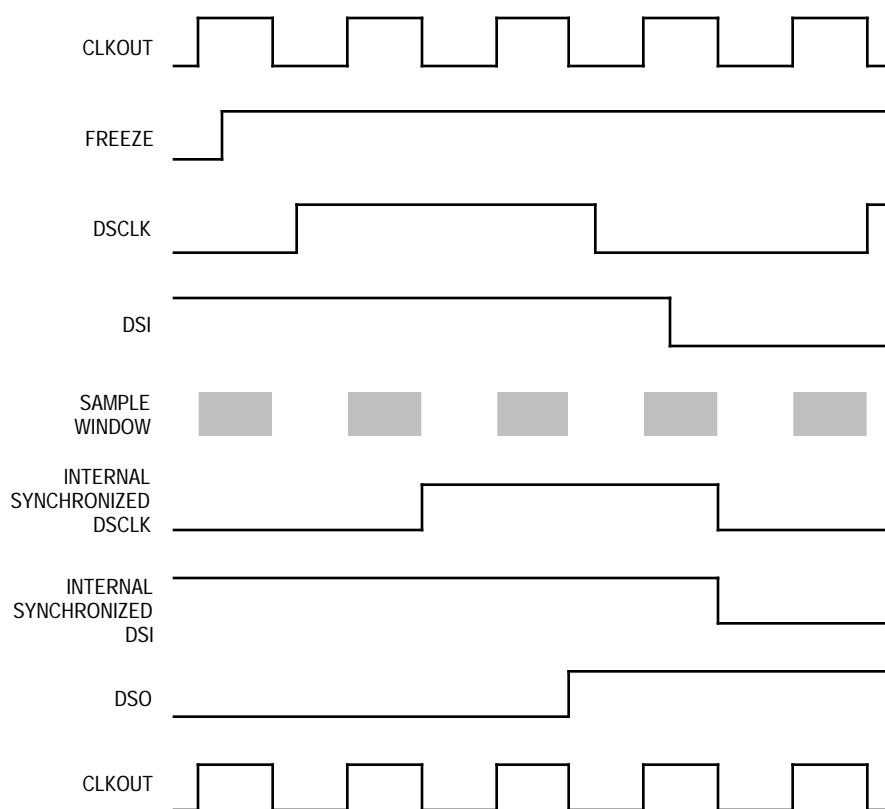 CLKOUT
FREEZE
DSCLK
DSI
SAMPLE
WINDOW
INTERNAL
SYNCHRONIZED
DSCLK
INTERNAL
SYNCHRONIZED
DSI
DSO
CLKOUT